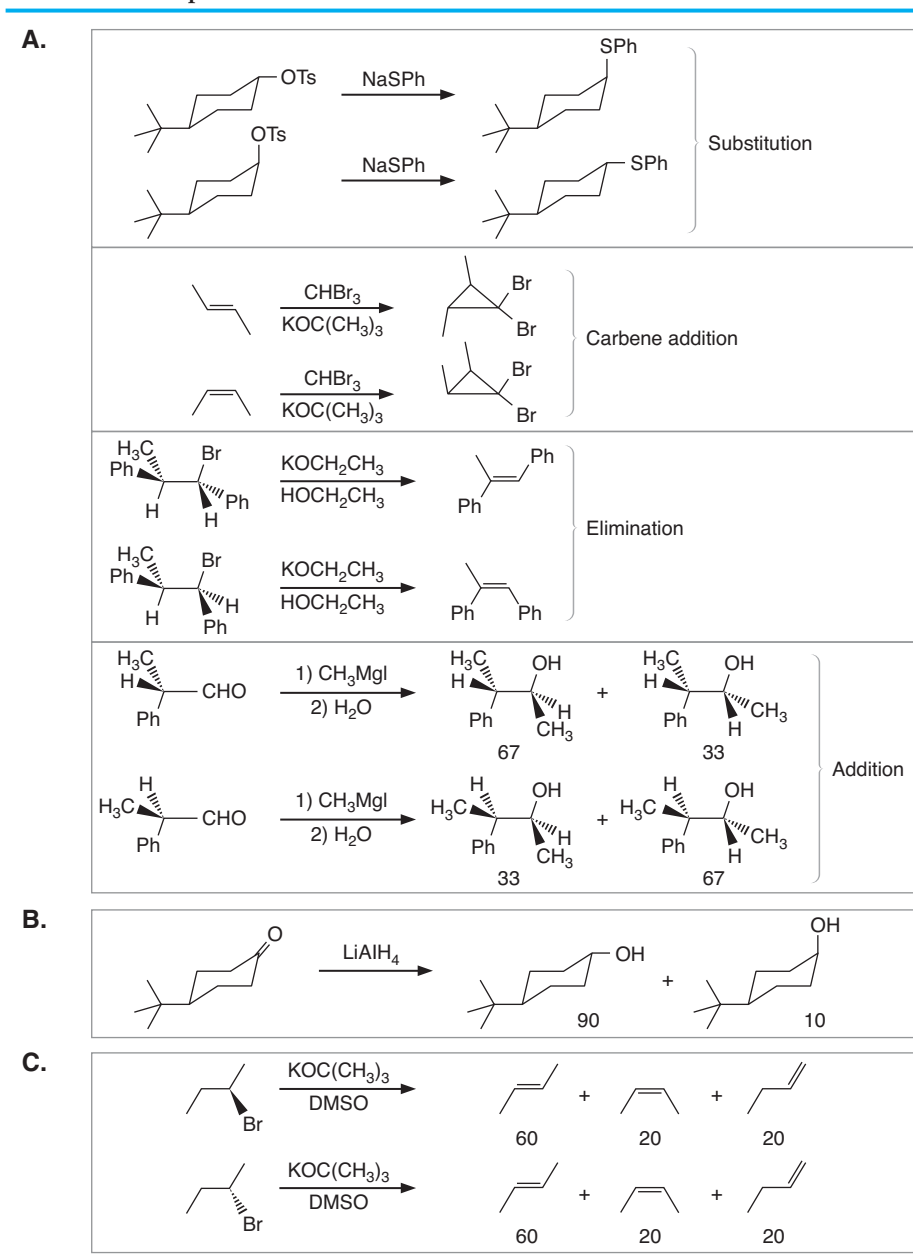 A.
OTs NaSPh SPh
OTs NaSPh SPh
Substitution
CHBr3 Br
KOC(CH3)3 Br
CHBr3 Br
KOC(CH3)3 Br
Carbene addition
H3C Br KOCH2CH3 Ph
Ph HOCH2CH3
H H Ph Ph
Elimination
H3C Br KOCH2CH3
Ph HOCH2CH3
H H Ph Ph Ph
H3C 1) CH3MgI H3C OH H3C OH
H CHO 2) H2O H + H
Ph Ph H CH3 Ph H CH3
67 33
Addition
H 1) CH3MgI H OH H OH
H3C CHO 2) H2O H3C + H3C
Ph Ph H CH3 Ph H CH3
33 67
B.
O LiAlH4 OH + OH
90 10
C.
KOC(CH3)3
DMSO + +
Br
60 20 20
KOC(CH3)3
DMSO + +
Br
60 20 20